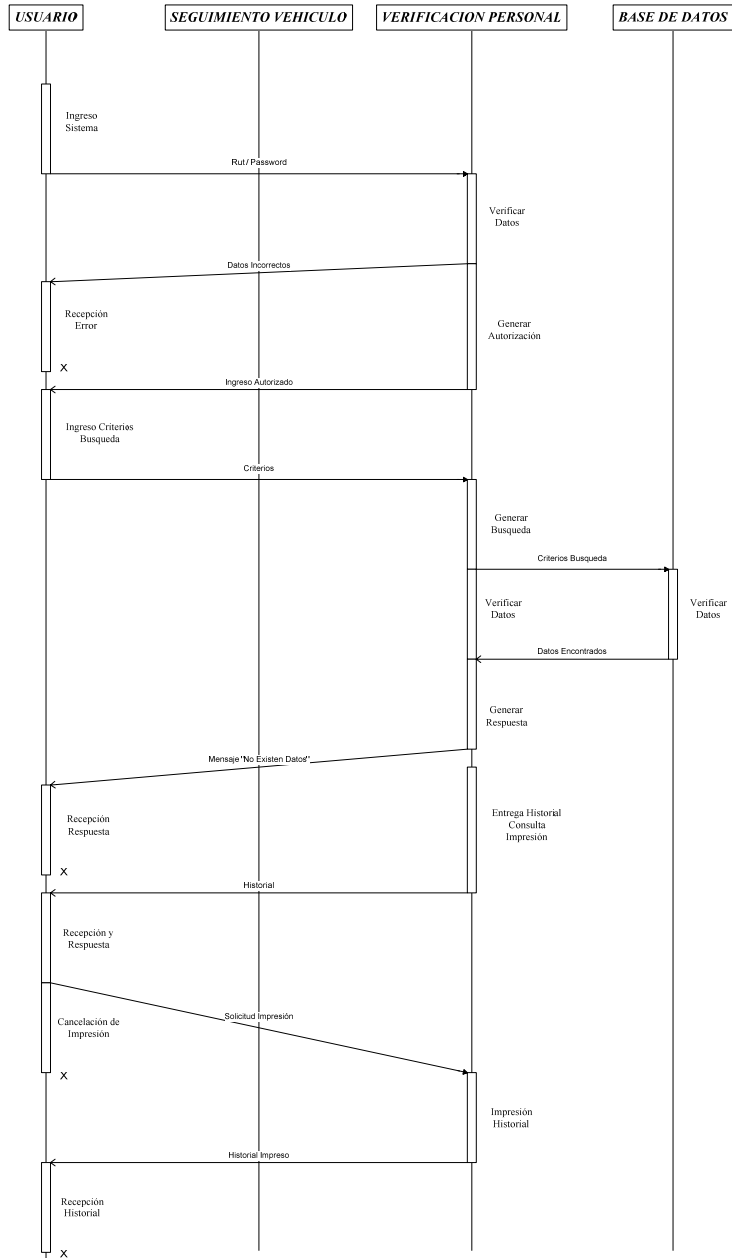 USUARIO
SEGUIMIENTO VEHICULO
VERIFICACION PERSONAL
BASE DE DATOS
Ingreso
Sistema
Rut / Password
Verificar
Datos
Datos Incorrectos
Recepción
Error
Generar
Autorización
X
Ingreso Autorizado
Ingreso Criterios
Busqueda
Criterios
Generar
Busqueda
Criterios Busqueda
Verificar
Datos
Verificar
Datos
Datos Encontrados
Generar
Respuesta
Mensaje "No Existen Datos"
Recepción
Respuesta
Entrega Historial
Consulta
Impresión
X
Historial
Recepción y
Respuesta
Solicitud Impresión
Cancelación de
Impresión
X
Impresión
Historial
Historial Impreso
Recepción
Historial
X